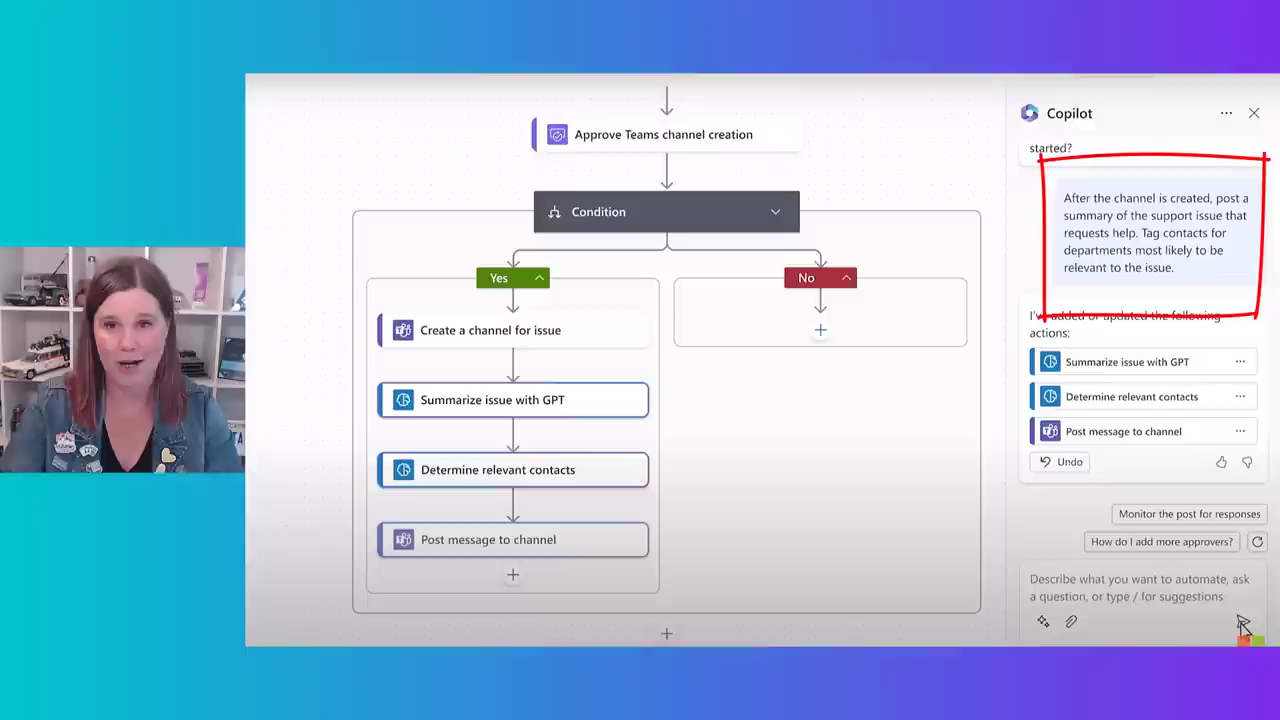 Approve Teams channel creation
Condition
Yes
No
Create a channel for issue
Summarize issue with GPT
Determine relevant contacts
Post message to channel
Copilot
started?
After the channel is created, post a
summary of the support issue that
requests help. Tag contacts for
departments most likely to be
relevant to the issue.
I've added or updated the following
actions:
Summarize issue with GPT
Determine relevant contacts
Post message to channel
Undo
Monitor the post for responses
How do I add more approvers?
Describe what you want to automate, ask
a question, or type / for suggestions